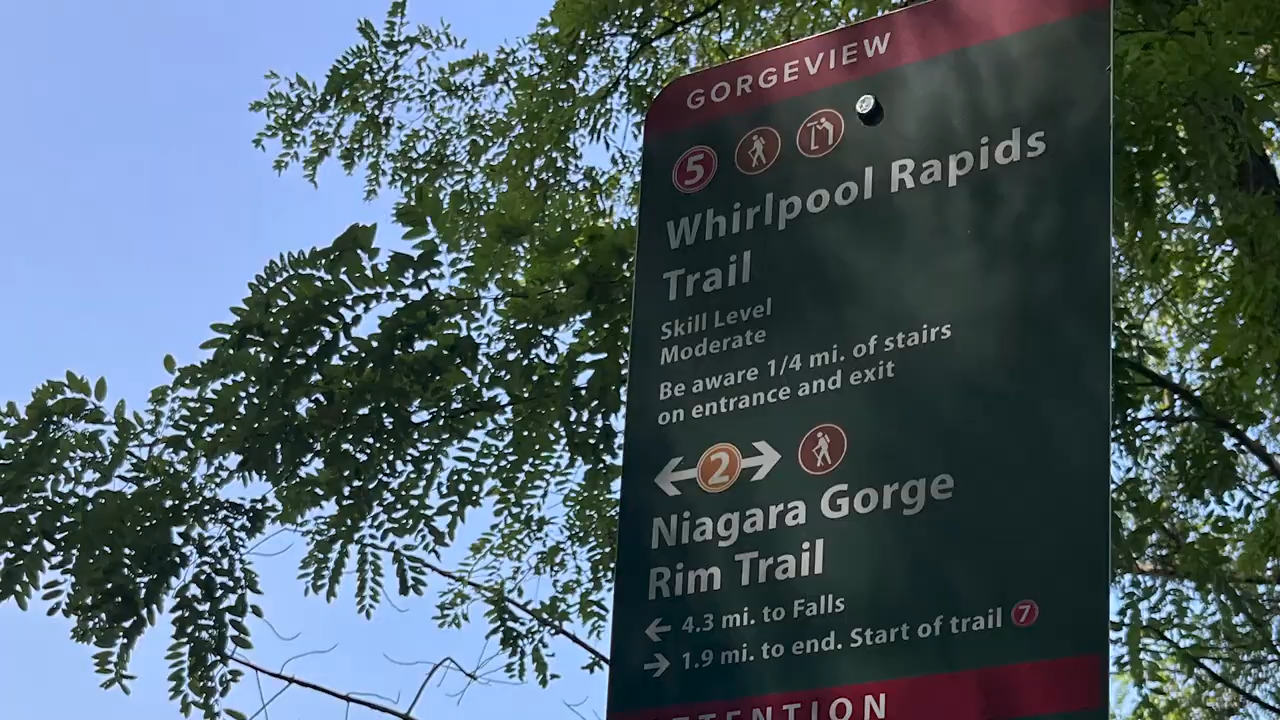 GORGEVIEW
5
Whirlpool Rapids
Trail
Skill Level
Moderate
Be aware 1/4 mi. of stairs
on entrance and exit
2
Niagara Gorge
Rim Trail
4.3 mi. to Falls
1.9 mi. to end. Start of trail 7
ATTENTION